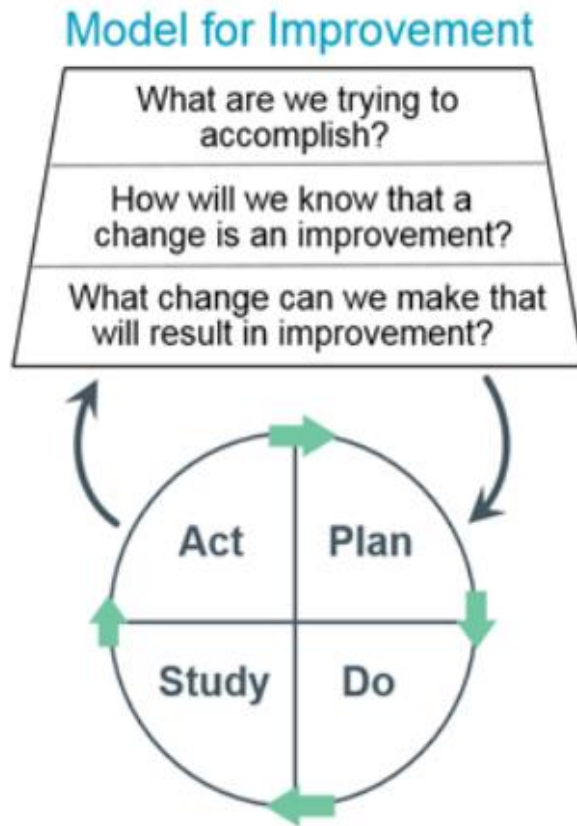 Model for Improvement
What are we trying to
accomplish?
How will we know that a
change is an improvement?
What change can we make that
will result in improvement?
Act
Plan
Study
Do